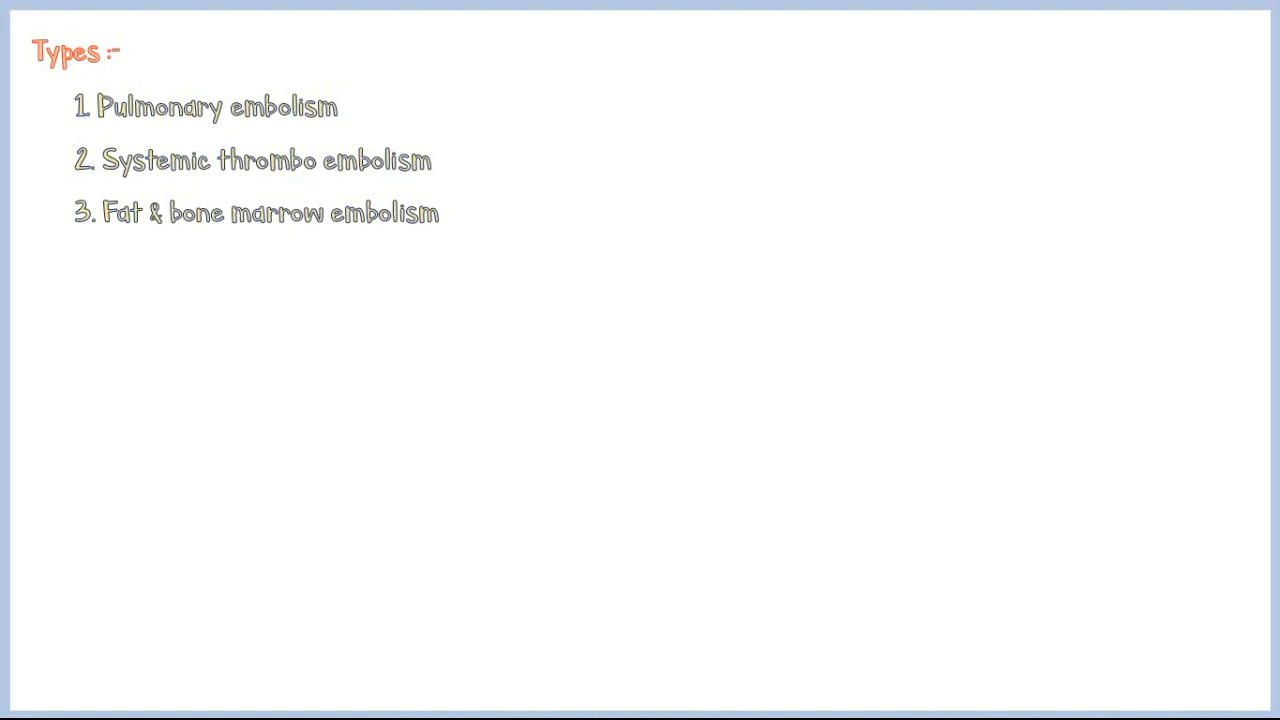 Types :-
1. Pulmonary embolism
2. Systemic thrombo embolism
3. Fat & bone marrow embolism